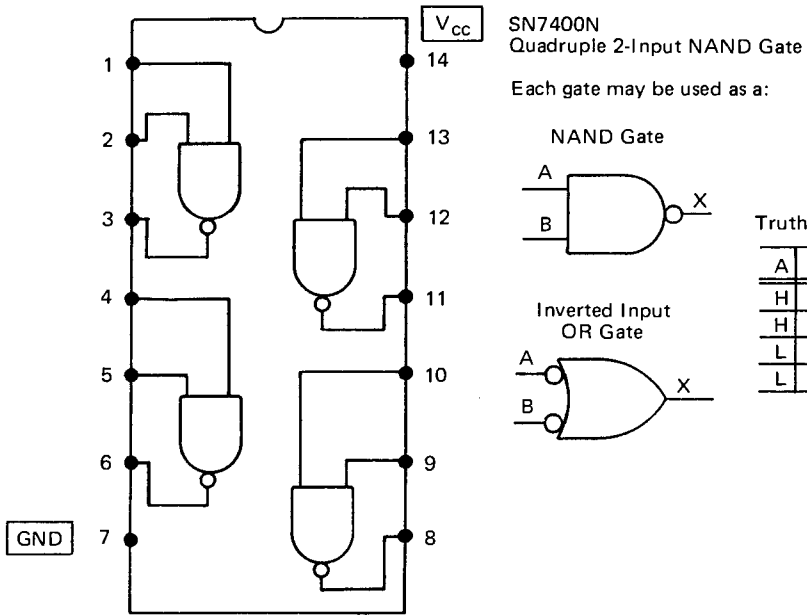 V_CC
SN7400N
Quadruple 2-Input NAND Gate
Each gate may be used as a:
1
14
2
13
3
12
4
11
5
10
6
9
GND
7
8
NAND Gate
A
X
B
Truth
A
H
H
L
L
Inverted Input
OR Gate
A
X
B